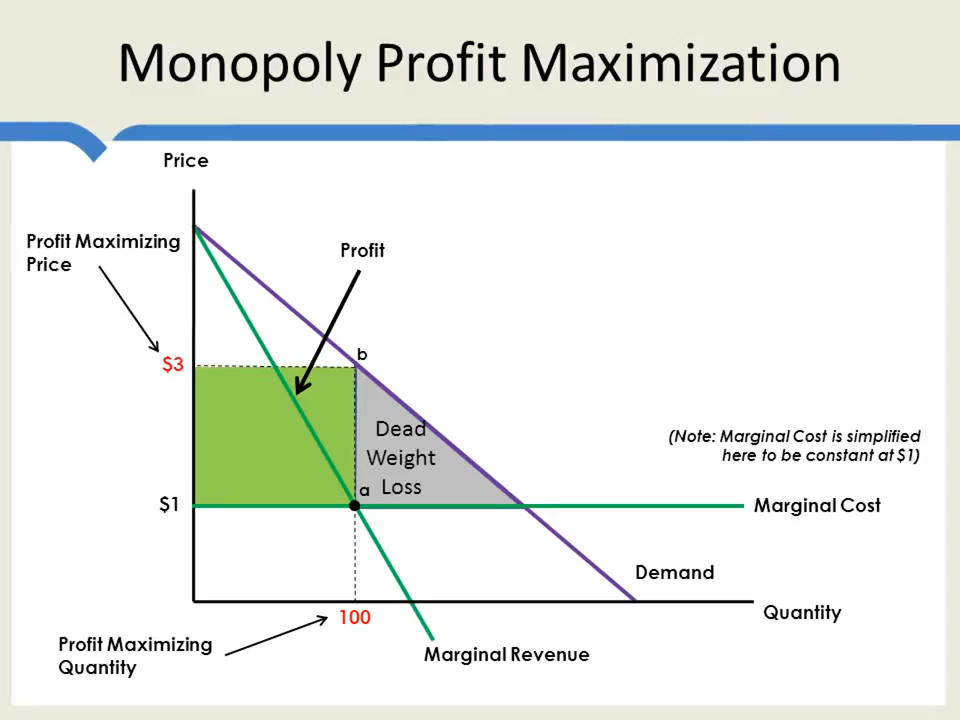 Monopoly Profit Maximization
Price
Profit Maximizing
Price
Profit
$3
b
Dead
Weight
Loss
(Note: Marginal Cost is simplified
here to be constant at $1)
a
$1
Marginal Cost
Demand
Quantity
100
Profit Maximizing
Quantity
Marginal Revenue